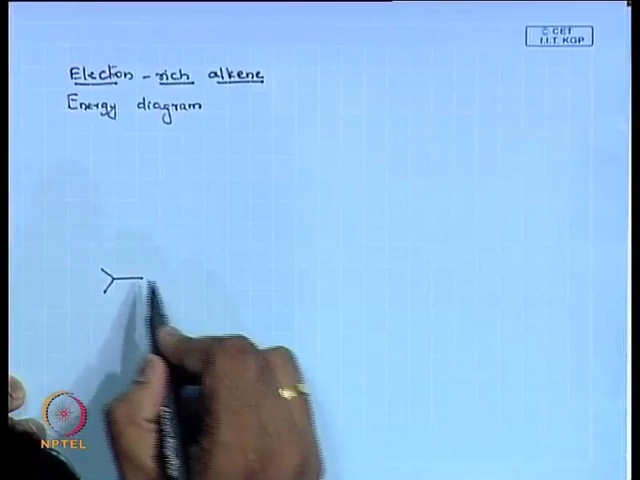 © CET
I.I.T. KGP
Electron - rich alkene
Energy diagram
NPTEL